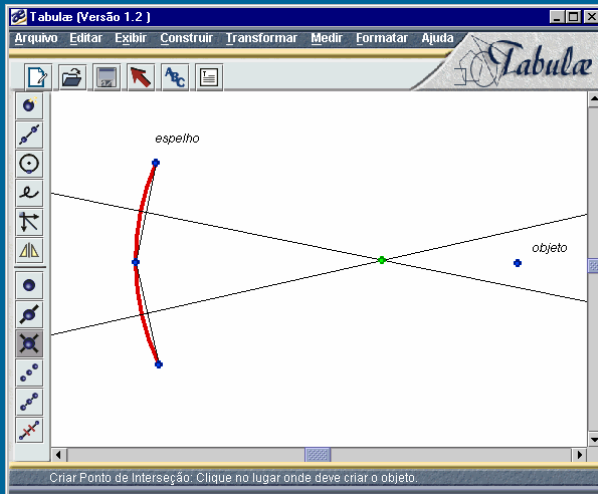 Tabulæ (Versão 1.2 )
Arquivo Editar Exibir Construir Transformar Medir Formatar Ajuda
Tabulæ
ABC
espelho
objeto
Criar Ponto de Interseção: Clique no lugar onde deve criar o objeto.